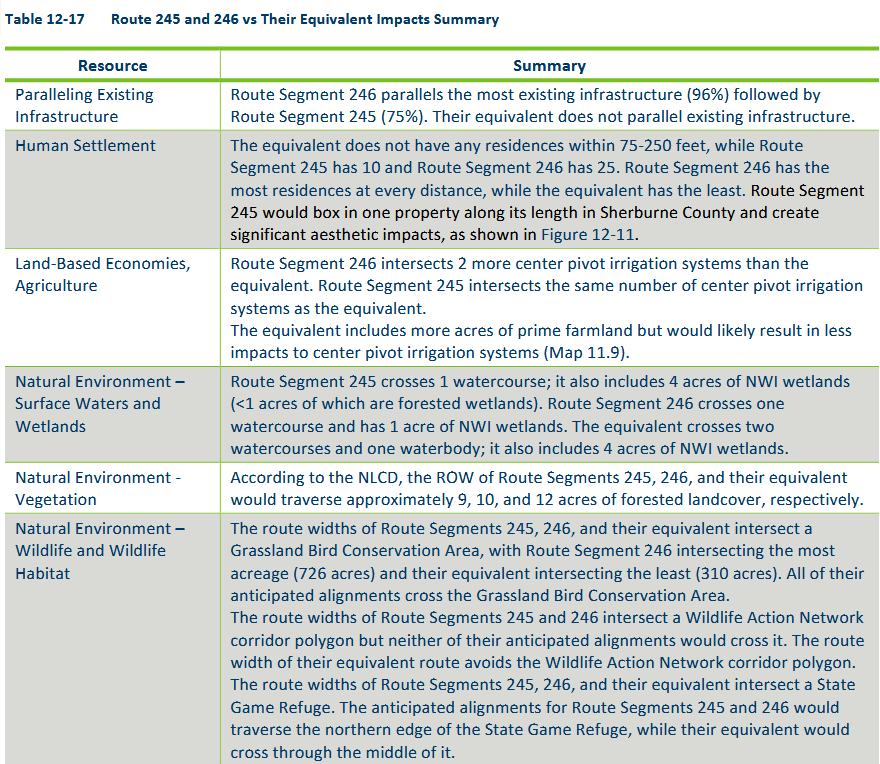 Table 12-17 Route 245 and 246 vs Their Equivalent Impacts Summary
Resource
Summary
Paralleling Existing
Infrastructure
Route Segment 246 parallels the most existing infrastructure (96%) followed by
Route Segment 245 (75%). Their equivalent does not parallel existing infrastructure.
Human Settlement
The equivalent does not have any residences within 75-250 feet, while Route
Segment 245 has 10 and Route Segment 246 has 25. Route Segment 246 has the
most residences at every distance, while the equivalent has the least. Route Segment
245 would box in one property along its length in Sherburne County and create
significant aesthetic impacts, as shown in Figure 12-11.
Land-Based Economies,
Agriculture
Route Segment 246 intersects 2 more center pivot irrigation systems than the
equivalent. Route Segment 245 intersects the same number of center pivot irrigation
systems as the equivalent.
The equivalent includes more acres of prime farmland but would likely result in less
impacts to center pivot irrigation systems (Map 11.9).
Natural Environment –
Surface Waters and
Wetlands
Route Segment 245 crosses 1 watercourse; it also includes 4 acres of NWI wetlands
(<1 acres of which are forested wetlands). Route Segment 246 crosses one
watercourse and has 1 acre of NWI wetlands. The equivalent crosses two
watercourses and one waterbody; it also includes 4 acres of NWI wetlands.
Natural Environment -
Vegetation
According to the NLCD, the ROW of Route Segments 245, 246, and their equivalent
would traverse approximately 9, 10, and 12 acres of forested landcover, respectively.
Natural Environment –
Wildlife and Wildlife
Habitat
The route widths of Route Segments 245, 246, and their equivalent intersect a
Grassland Bird Conservation Area, with Route Segment 246 intersecting the most
acreage (726 acres) and their equivalent intersecting the least (310 acres). All of their
anticipated alignments cross the Grassland Bird Conservation Area.
The route widths of Route Segments 245 and 246 intersect a Wildlife Action Network
corridor polygon but neither of their anticipated alignments would cross it. The route
width of their equivalent route avoids the Wildlife Action Network corridor polygon.
The route widths of Route Segments 245, 246, and their equivalent intersect a State
Game Refuge. The anticipated alignments for Route Segments 245 and 246 would
traverse the northern edge of the State Game Refuge, while their equivalent would
cross through the middle of it.